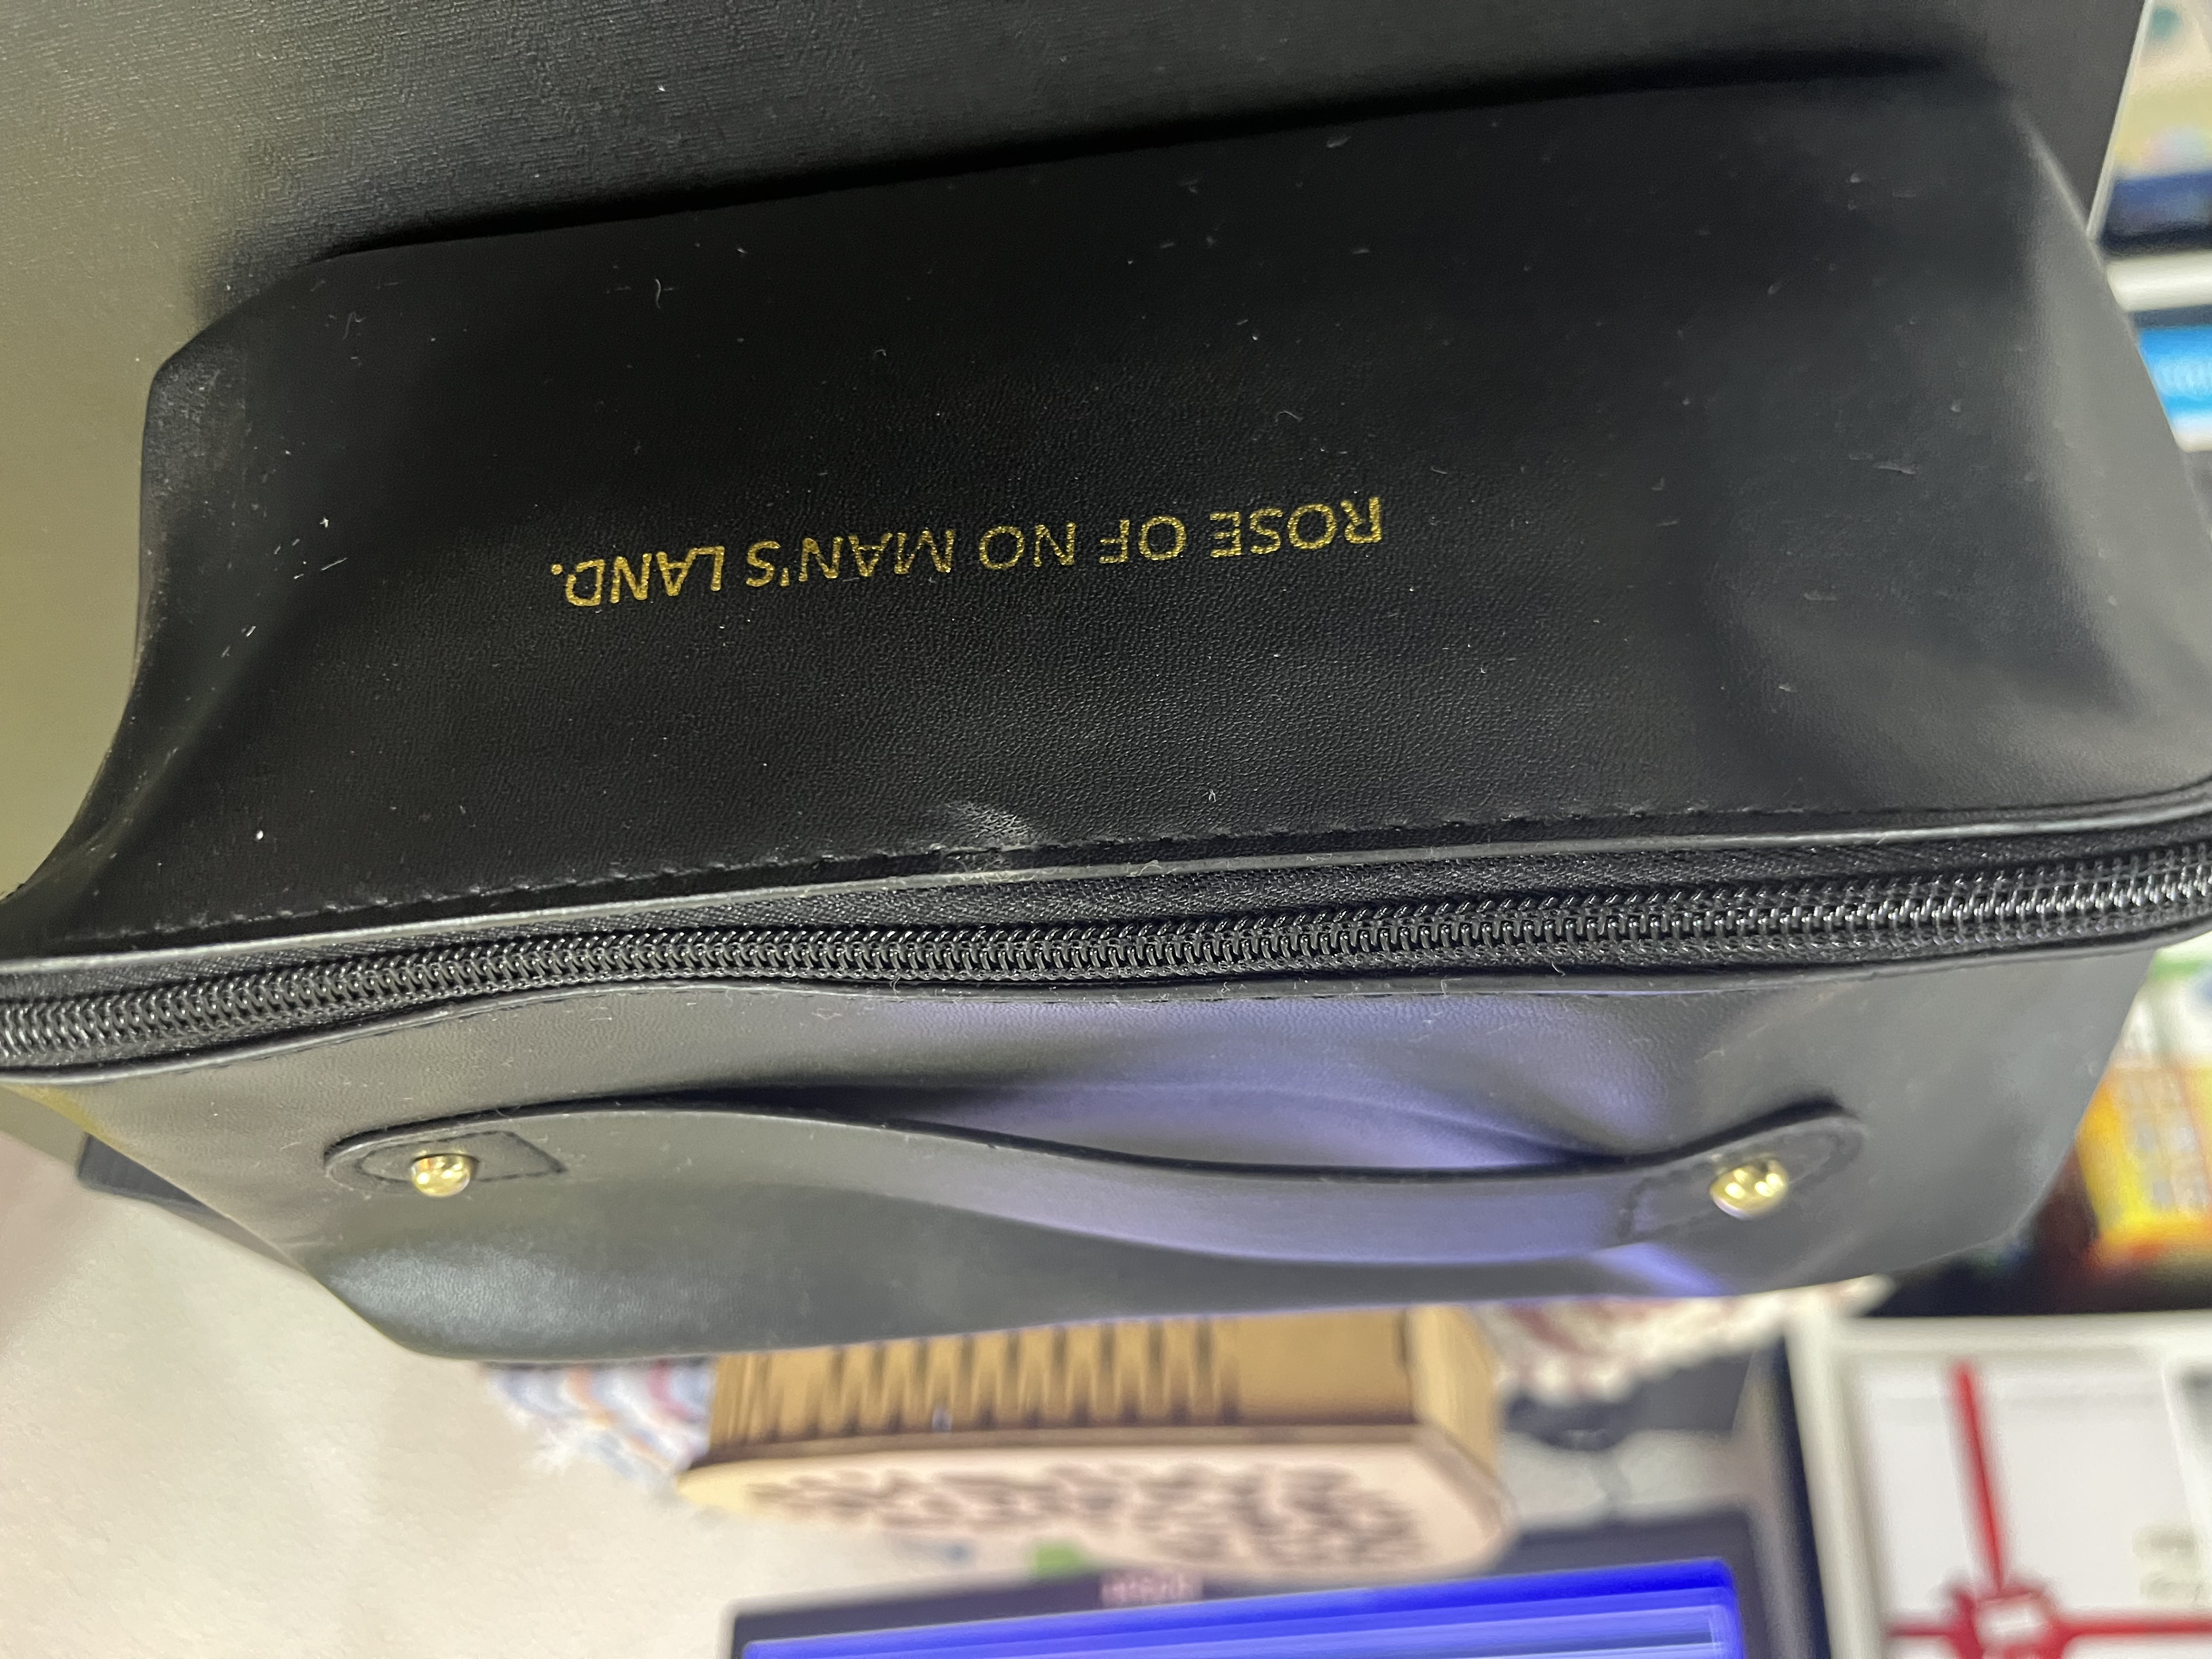 ROSE OF NO MAN'S LAND.